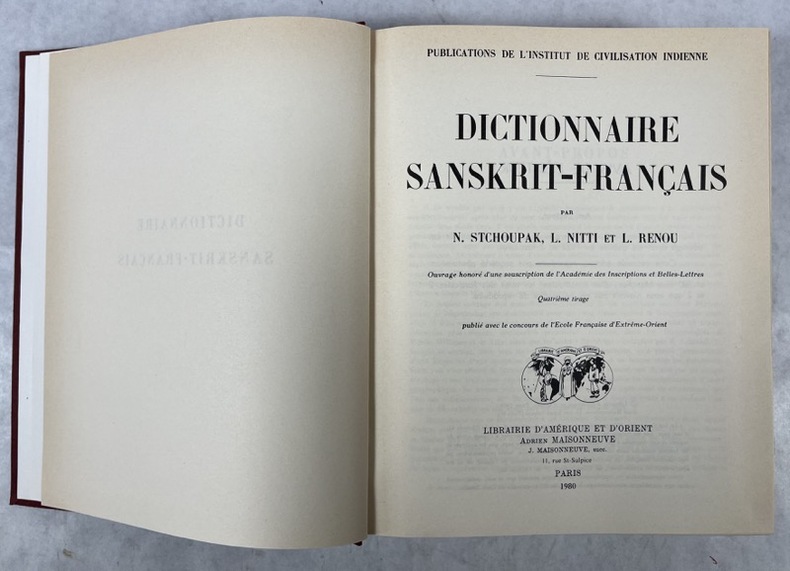 PUBLICATIONS DE L'INSTITUT DE CIVILISATION INDIENNE
DICTIONNAIRE
SANSKRIT-FRANÇAIS
PAR
N. STCHOUPAK, L. NITTI ET L. RENOU
Ouvrage honoré d'une souscription de l'Académie des Inscriptions et Belles-Lettres
Quatrième tirage
publié avec le concours de l'Ecole Française d'Extrême-Orient
LIBRAIRIE D'AMÉRIQUE ET D'ORIENT
ADRIEN MAISONNEUVE
J. MAISONNEUVE, succ.
11, rue St-Sulpice
PARIS
1980